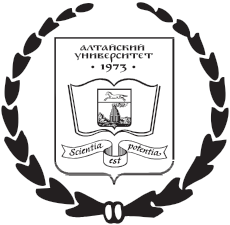 АЛТАЙСКИЙ
УНИВЕРСИТЕТ
• 1973 •
Scientia est potentia